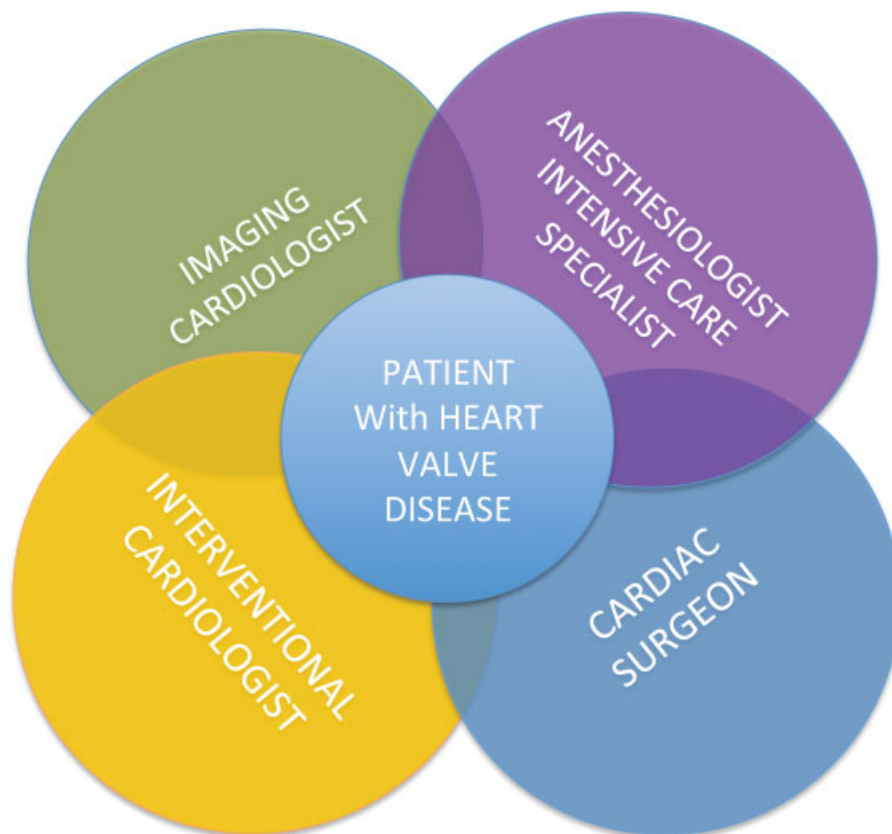 IMAGING
CARDIOLOGIST
ANESTHESIOLOGIST
INTENSIVE CARE
SPECIALIST
PATIENT
With HEART
VALVE
DISEASE
INTERVENTIONAL
CARDIOLOGIST
CARDIAC
SURGEON